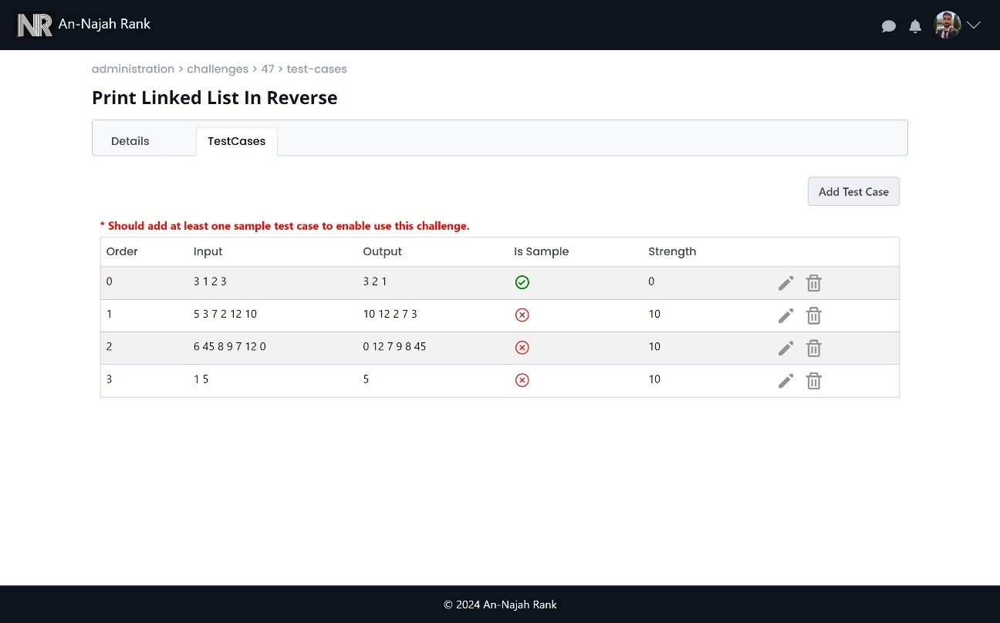 NR An-Najah Rank
administration > challenges > 47 > test-cases
Print Linked List In Reverse
Details TestCases
Add Test Case
* Should add at least one sample test case to enable use this challenge.
Order Input Output Is Sample Strength
0 3 1 2 3 3 2 1 0
1 5 3 7 2 12 10 10 12 2 7 3 10
2 6 45 8 9 7 12 0 0 12 7 9 8 45 10
3 1 5 5 10
© 2024 An-Najah Rank